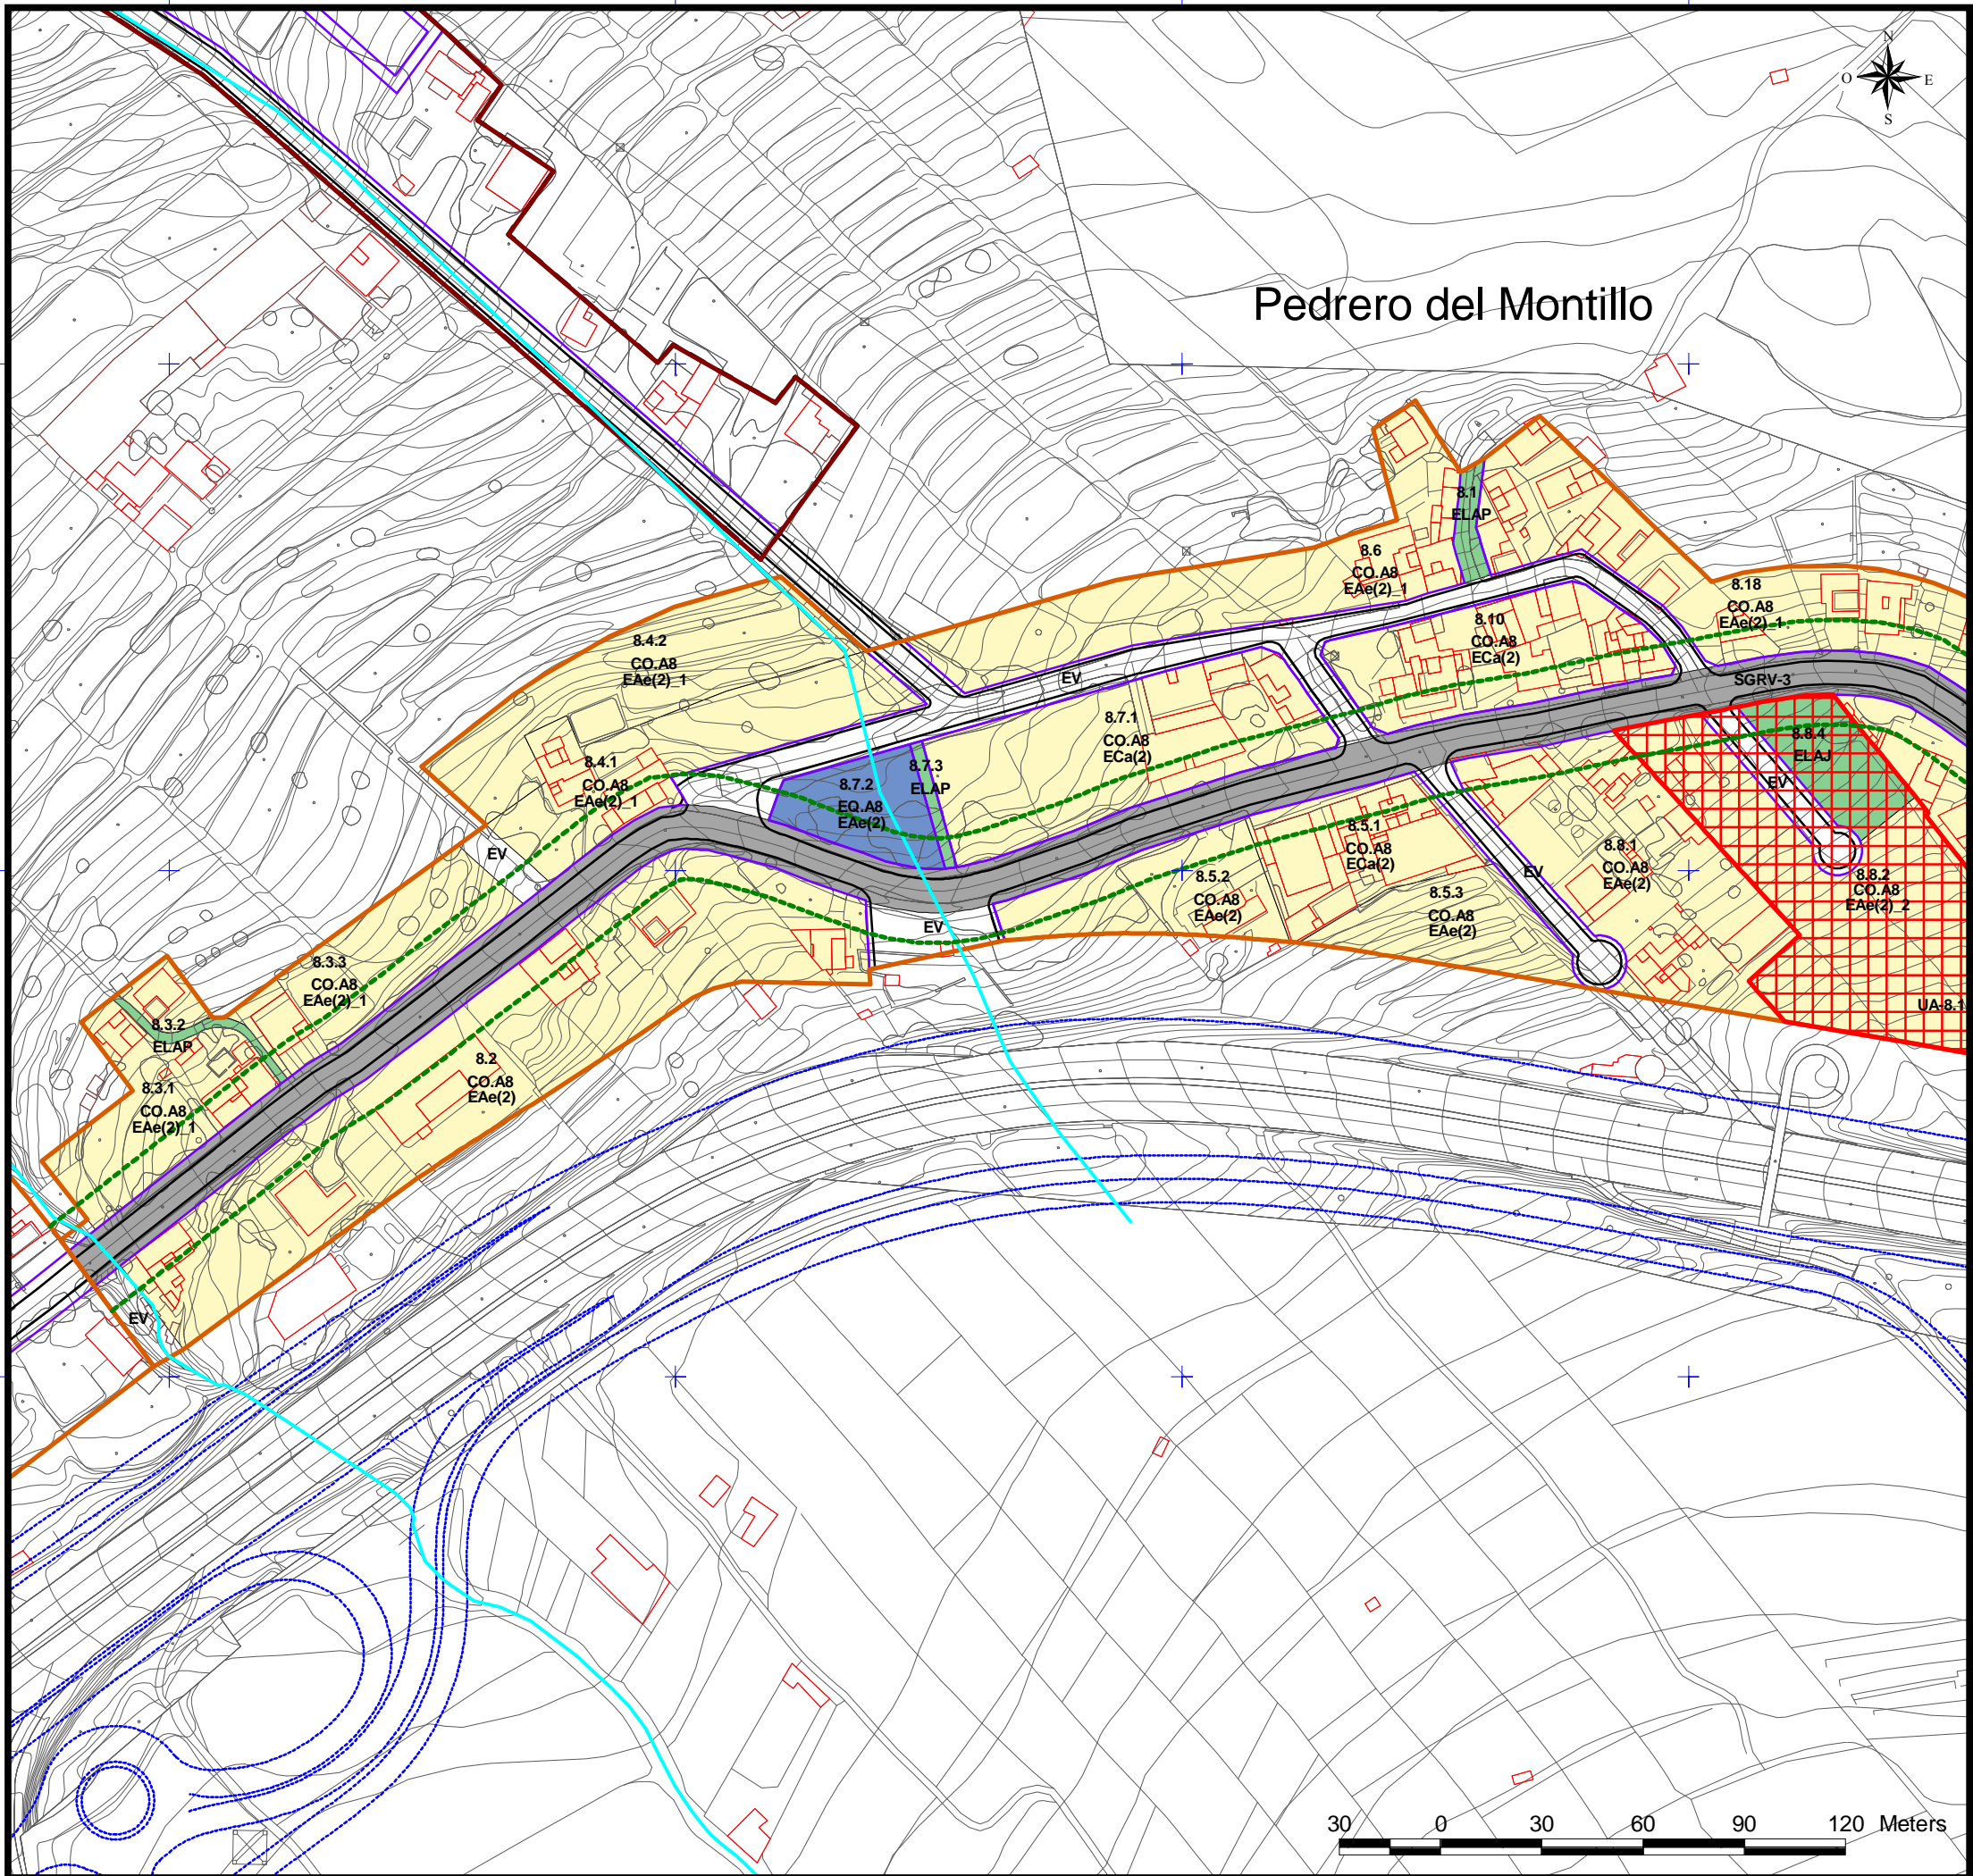 N
O
E
S
Pedrero del Montillo
8.1
ELAP
8.6
CO.A8
EAe(2)_1
8.18
CO.A8
EAe(2)_1
8.10
CO.A8
ECa(2)
8.4.2
CO.A8
EAe(2)_1
EV
SGRV-3
8.7.1
CO.A8
ECa(2)
8.8.4
ELAJ
EV
8.4.1
CO.A8
EAe(2)_1
8.7.3
ELAP
8.7.2
EQ.A8
EAe(2)
8.5.1
CO.A8
ECa(2)
8.8.1
CO.A8
EAe(2)
EV
EV
8.5.2
CO.A8
EAe(2)
8.5.3
CO.A8
EAe(2)
8.8.2
CO.A8
EAe(2)_2
EV
8.3.3
CO.A8
EAe(2)_1
UA-8.1
8.3.2
ELAP
8.2
CO.A8
EAe(2)
8.3.1
CO.A8
EAe(2)_1
EV
30 0 30 60 90 120 Meters